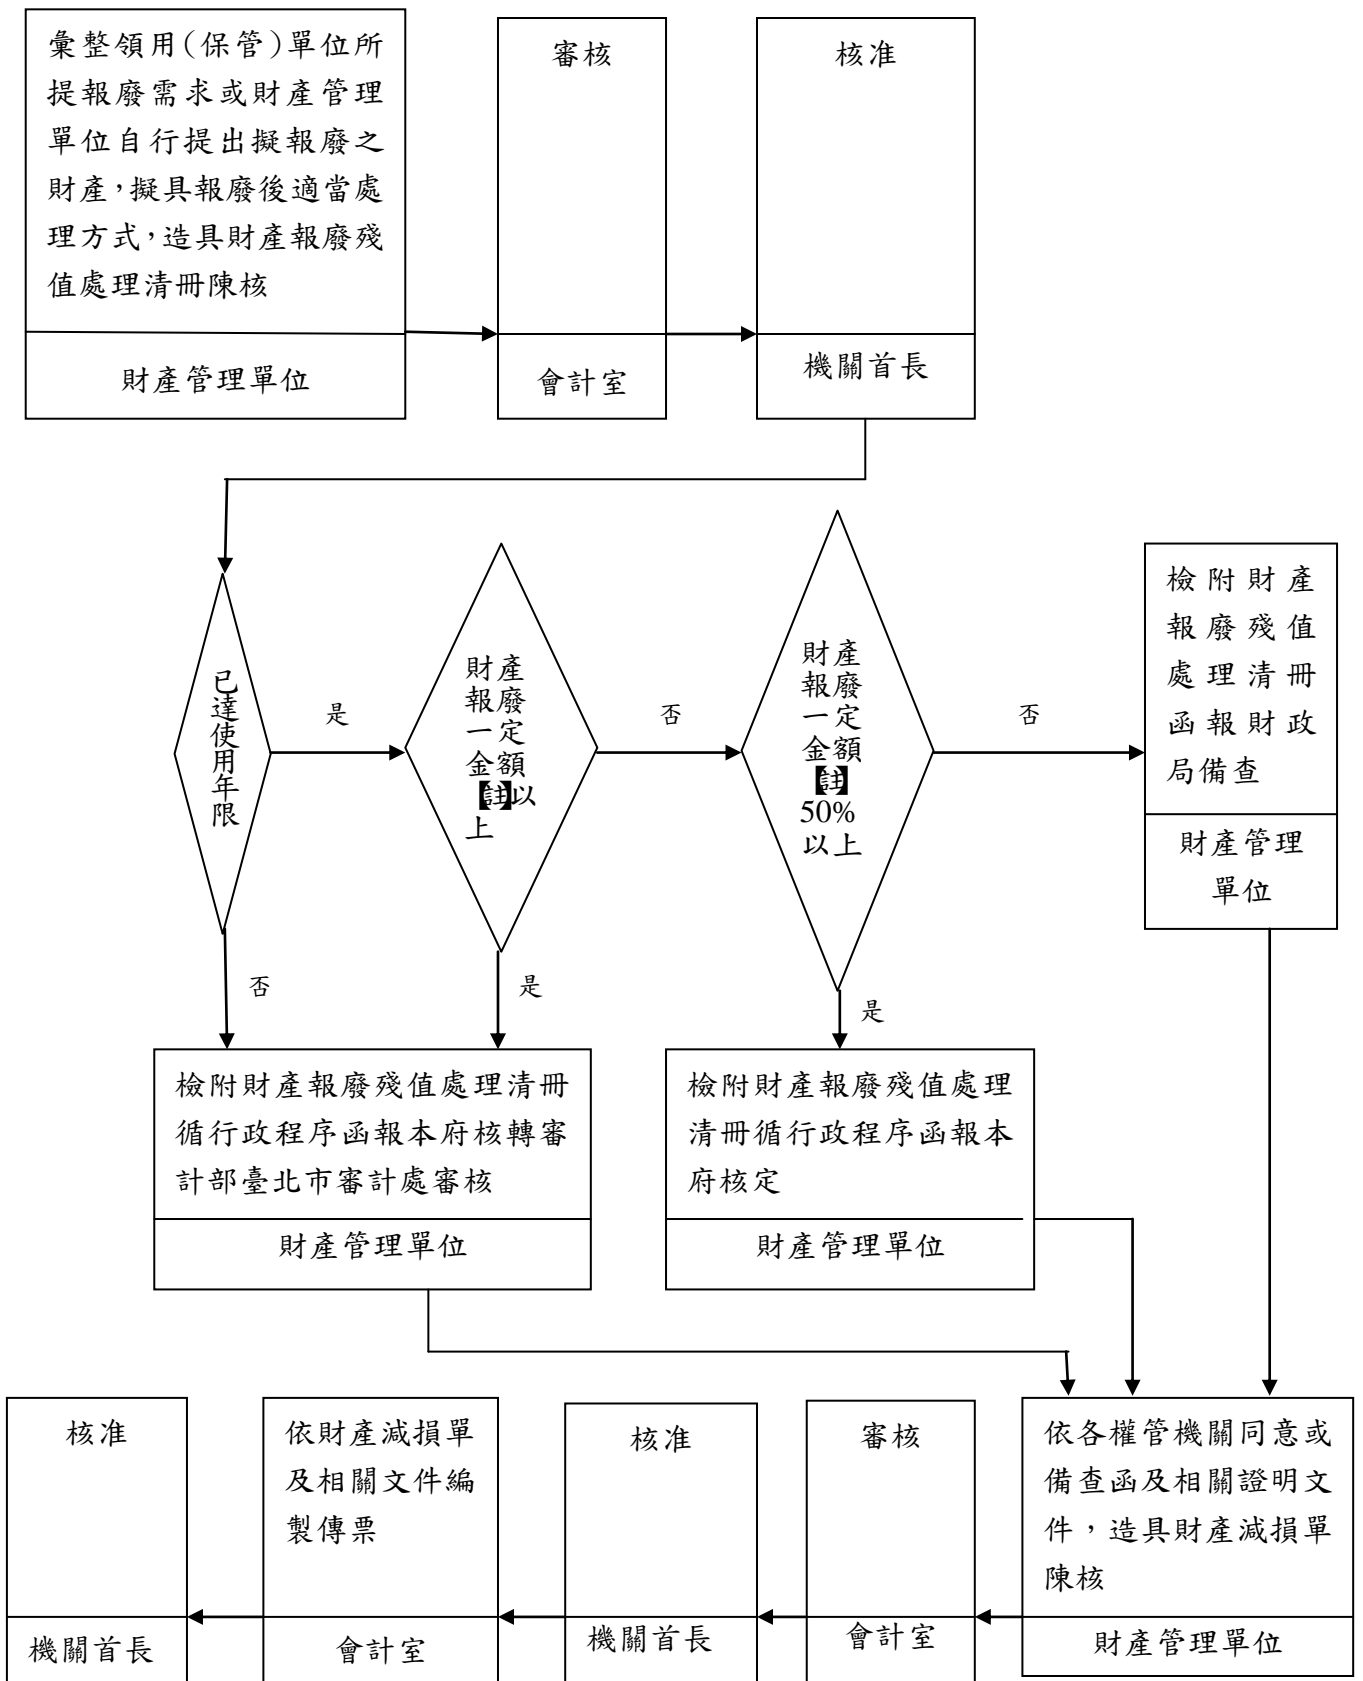 彙整領用(保管)單位所
提報廢需求或財產管理
單位自行提出擬報廢之
財產，擬具報廢後適當處
理方式，造具財產報廢殘
值處理清冊陳核
財產管理單位
審核
會計室
核准
機關首長
已達使用年限
是
否
財產
報廢
一定
金額
【註】以
上
否
是
財產
報廢
一定
金額
【註】
50%
以上
否
是
檢附財產
報廢殘值
處理清冊
函報財政
局備查
財產管理
單位
檢附財產報廢殘值處理清冊
循行政程序函報本府核轉審
計部臺北市審計處審核
財產管理單位
檢附財產報廢殘值處理
清冊循行政程序函報本
府核定
財產管理單位
依各權管機關同意或
備查函及相關證明文
件，造具財產減損單
陳核
財產管理單位
審核
會計室
核准
機關首長
依財產減損單
及相關文件編
製傳票
會計室
核准
機關首長